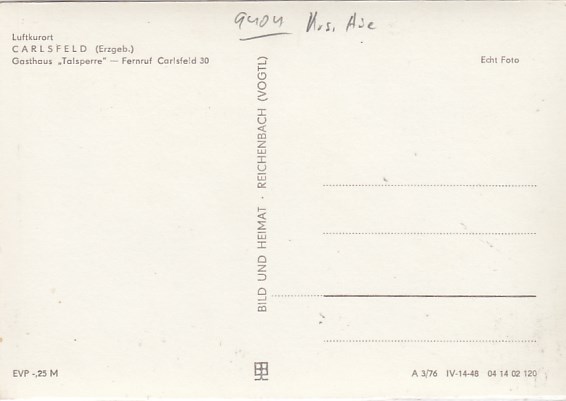 9404 Krs. Aue
Luftkurort
CARLSFELD (Erzgeb.)
Gasthaus „Talsperre" — Fernruf Carlsfeld 30
Echt Foto
BILD UND HEIMAT · REICHENBACH (VOGTL)
EVP -,25 M
A 3/76 IV-14-48 04 14 02 120